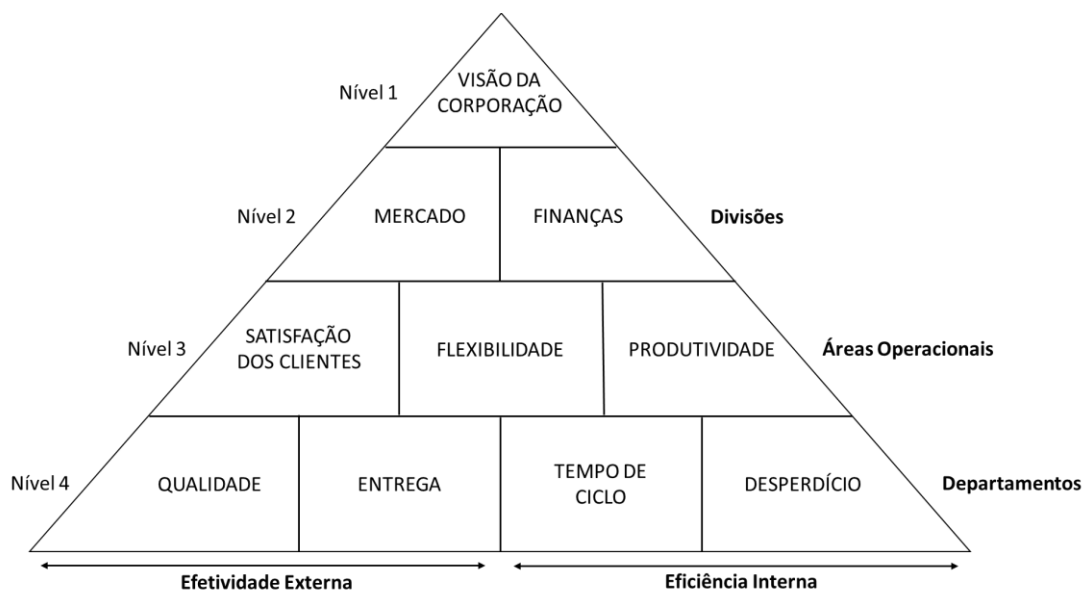 Nível 1
VISÃO DA
CORPORAÇÃO
Nível 2
MERCADO
FINANÇAS
Divisões
Nível 3
SATISFAÇÃO
DOS CLIENTES
FLEXIBILIDADE
PRODUTIVIDADE
Áreas Operacionais
Nível 4
QUALIDADE
ENTREGA
TEMPO DE
CICLO
DESPERDÍCIO
Departamentos
Efetividade Externa
Eficiência Interna